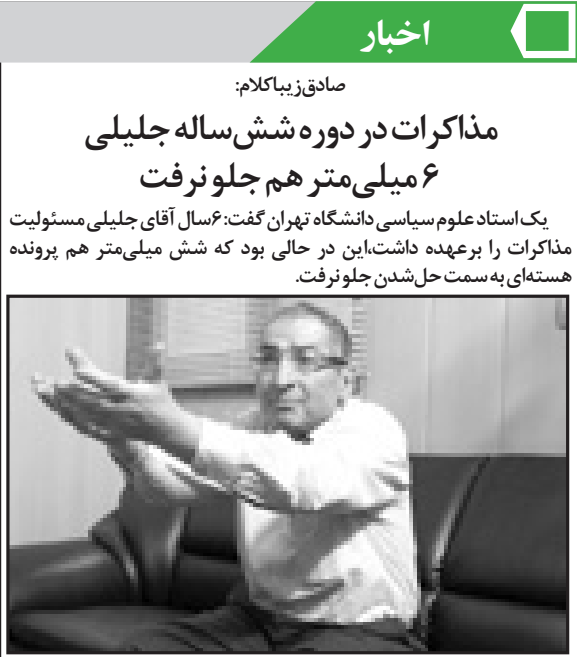 اخبار
صادق‌زیباکلام:
مذاکرات در دوره شش‌ساله جلیلی
۶ میلی‌متر هم جلو نرفت
یک استاد علوم سیاسی دانشگاه تهران گفت: ۶سال آقای جلیلی مسئولیت
مذاکرات را برعهده داشت،این در حالی بود که شش میلی‌متر هم پرونده
هسته‌ای به سمت حل‌شدن جلو نرفت.